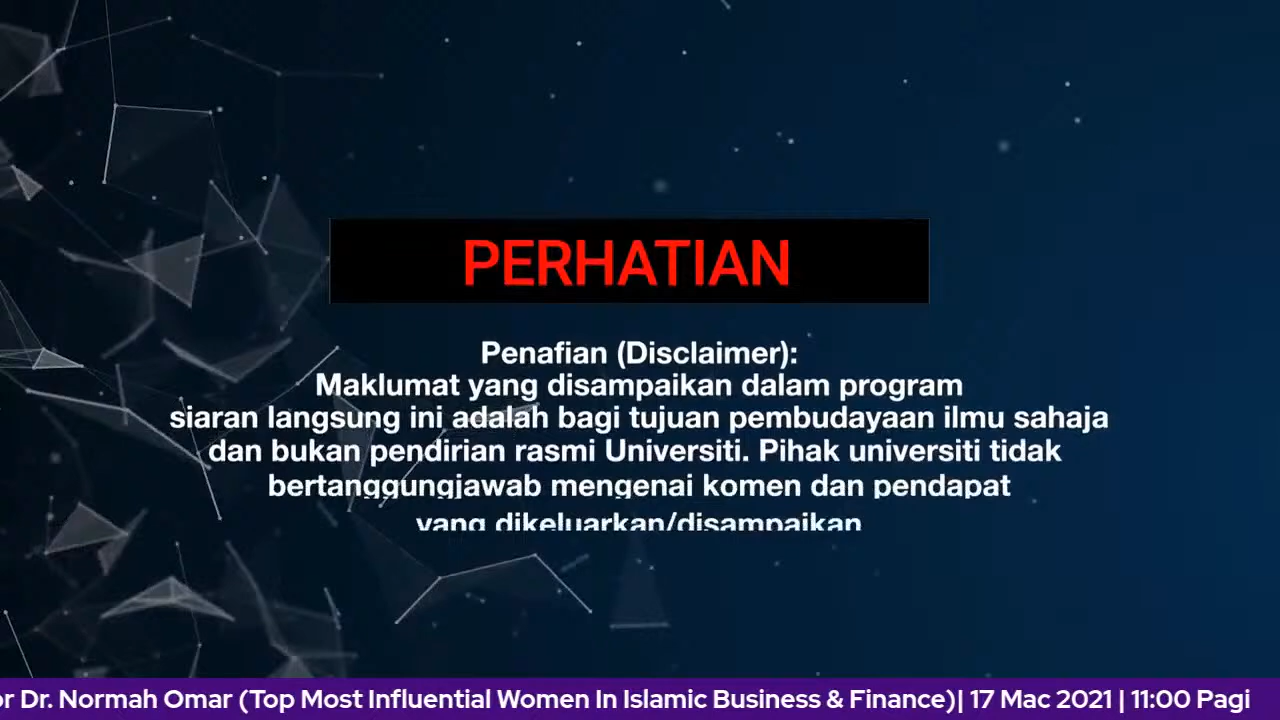 PERHATIAN
Penafian (Disclaimer):
Maklumat yang disampaikan dalam program
siaran langsung ini adalah bagi tujuan pembudayaan ilmu sahaja
dan bukan pendirian rasmi Universiti. Pihak universiti tidak
bertanggungjawab mengenai komen dan pendapat
yang dikeluarkan/disampaikan
or Dr. Normah Omar (Top Most Influential Women In Islamic Business & Finance)| 17 Mac 2021 | 11:00 Pagi